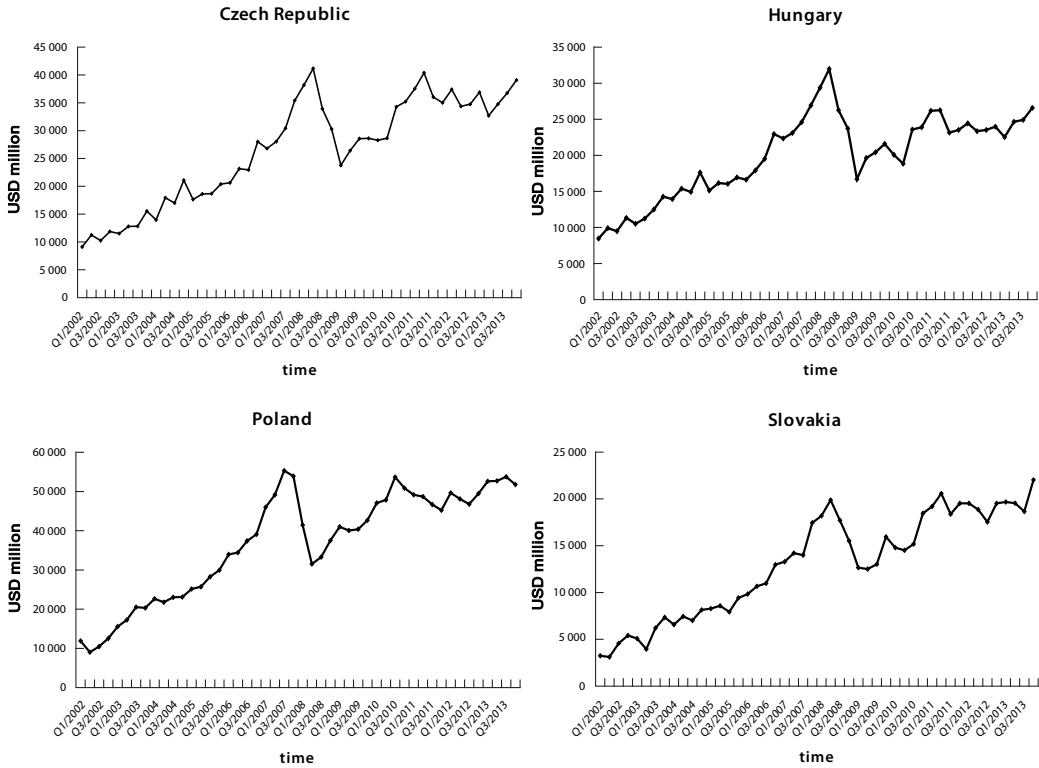 Czech Republic
45 000
40 000
35 000
30 000
25 000
20 000
15 000
10 000
5 000
0
USD million
Q1/2002 Q3/2002 Q1/2003 Q3/2003 Q1/2004 Q3/2004 Q1/2005 Q3/2005 Q1/2006 Q3/2006 Q1/2007 Q3/2007 Q1/2008 Q3/2008 Q1/2009 Q3/2009 Q1/2010 Q3/2010 Q1/2011 Q3/2011 Q1/2012 Q3/2012 Q1/2013 Q3/2013
time
Hungary
35 000
30 000
25 000
20 000
15 000
10 000
5 000
0
USD million
Q1/2002 Q3/2002 Q1/2003 Q3/2003 Q1/2004 Q3/2004 Q1/2005 Q3/2005 Q1/2006 Q3/2006 Q1/2007 Q3/2007 Q1/2008 Q3/2008 Q1/2009 Q3/2009 Q1/2010 Q3/2010 Q1/2011 Q3/2011 Q1/2012 Q3/2012 Q1/2013 Q3/2013
time
Poland
60 000
50 000
40 000
30 000
20 000
10 000
0
USD million
Q1/2002 Q3/2002 Q1/2003 Q3/2003 Q1/2004 Q3/2004 Q1/2005 Q3/2005 Q1/2006 Q3/2006 Q1/2007 Q3/2007 Q1/2008 Q3/2008 Q1/2009 Q3/2009 Q1/2010 Q3/2010 Q1/2011 Q3/2011 Q1/2012 Q3/2012 Q1/2013 Q3/2013
time
Slovakia
25 000
20 000
15 000
10 000
5 000
0
USD million
Q1/2002 Q3/2002 Q1/2003 Q3/2003 Q1/2004 Q3/2004 Q1/2005 Q3/2005 Q1/2006 Q3/2006 Q1/2007 Q3/2007 Q1/2008 Q3/2008 Q1/2009 Q3/2009 Q1/2010 Q3/2010 Q1/2011 Q3/2011 Q1/2012 Q3/2012 Q1/2013 Q3/2013
time